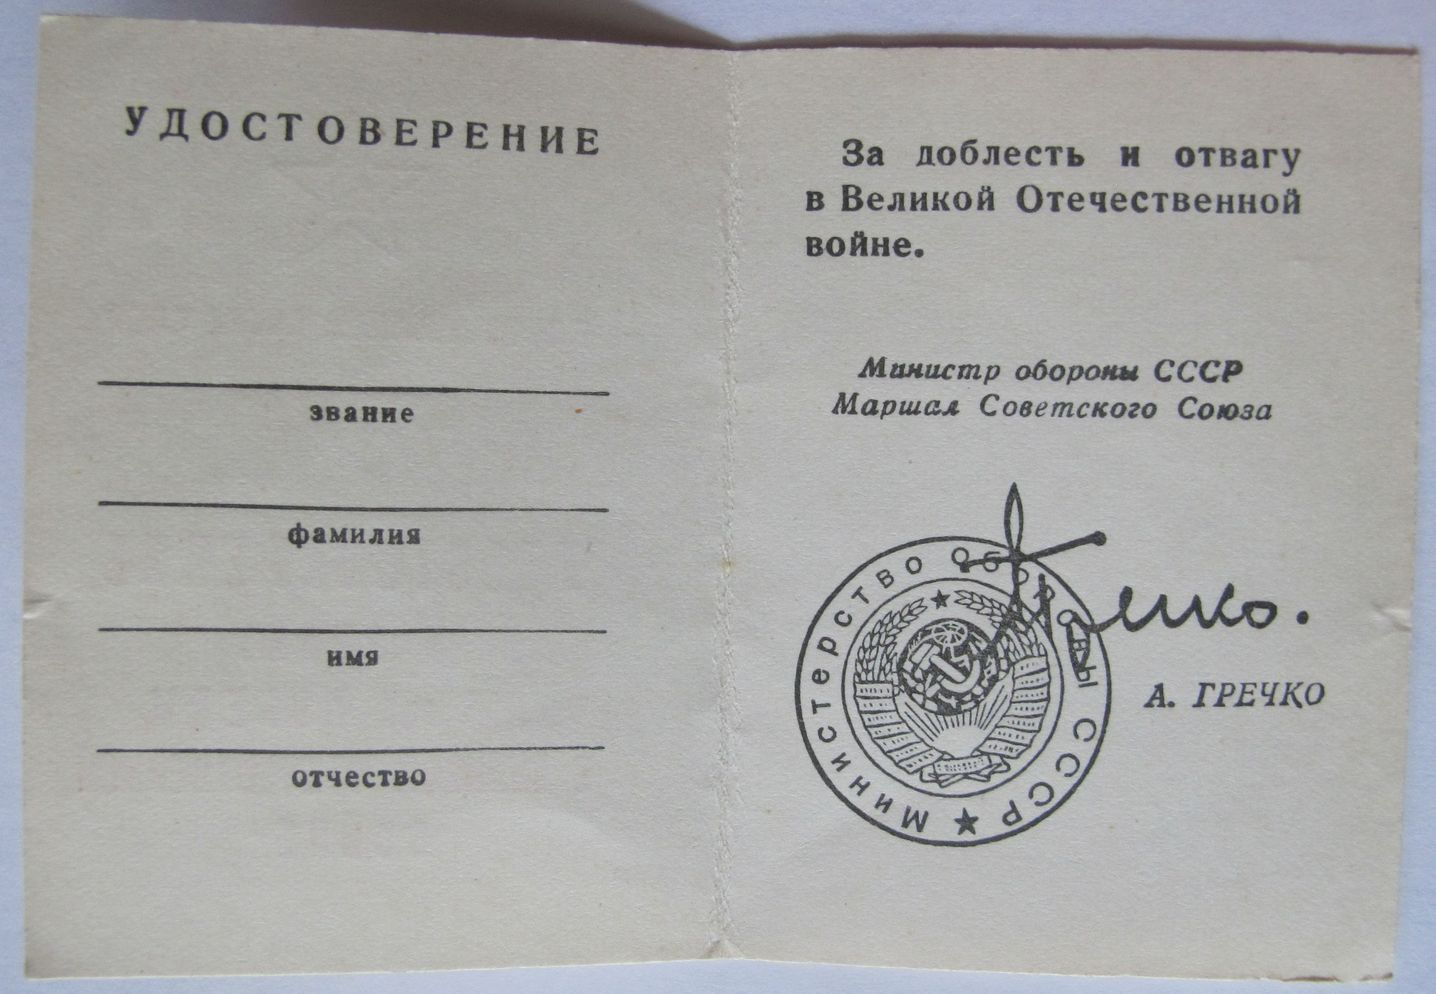 УДОСТОВЕРЕНИЕ
звание
фамилия
имя
отчество
За доблесть и отвагу
в Великой Отечественной
войне.
Министр обороны СССР
Маршал Советского Союза
Гречко.
Министерство Обороны СССР
А. ГРЕЧКО